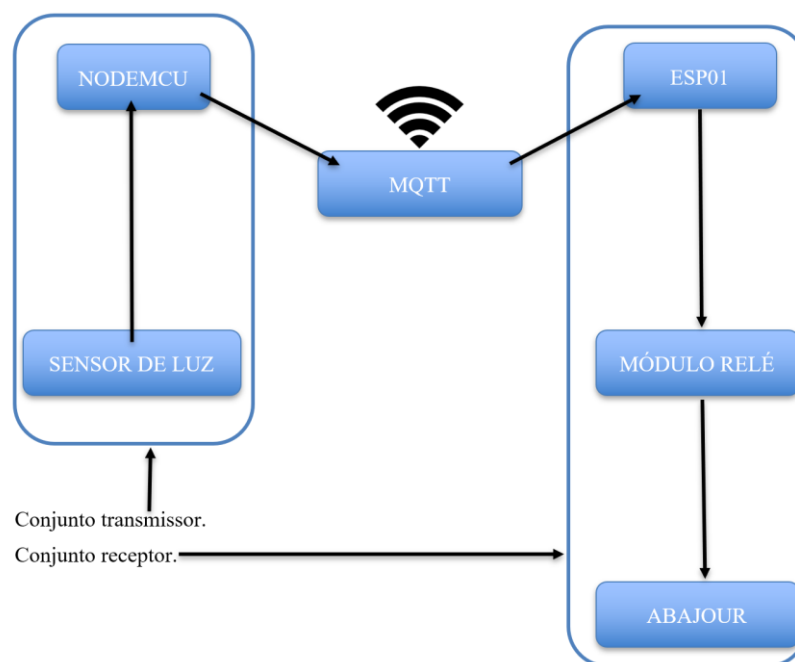 NODEMCU
ESP01
MQTT
SENSOR DE LUZ
MÓDULO RELÉ
Conjunto transmissor.
Conjunto receptor.
ABAJOUR